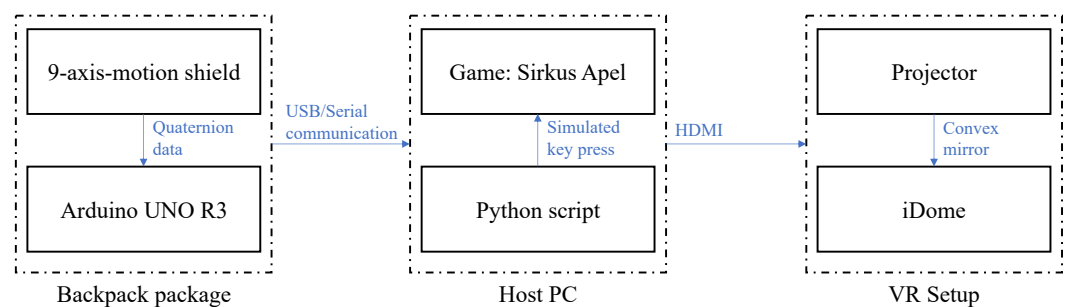 9-axis-motion shield
Quaternion
data
Arduino UNO R3
Backpack package
USB/Serial
communication
Game: Sirkus Apel
Simulated
key press
Python script
Host PC
HDMI
Projector
Convex
mirror
iDome
VR Setup